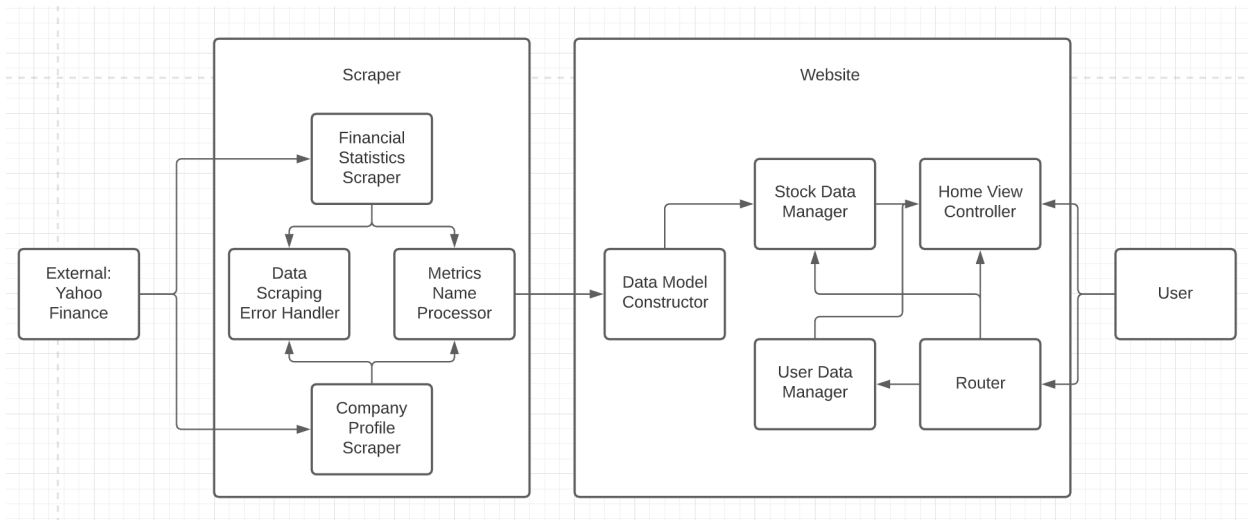 Scraper
Website
Financial
Statistics
Scraper
Stock Data
Manager
Home View
Controller
External:
Yahoo
Finance
Data
Scraping
Error Handler
Metrics
Name
Processor
Data Model
Constructor
User
User Data
Manager
Router
Company
Profile
Scraper